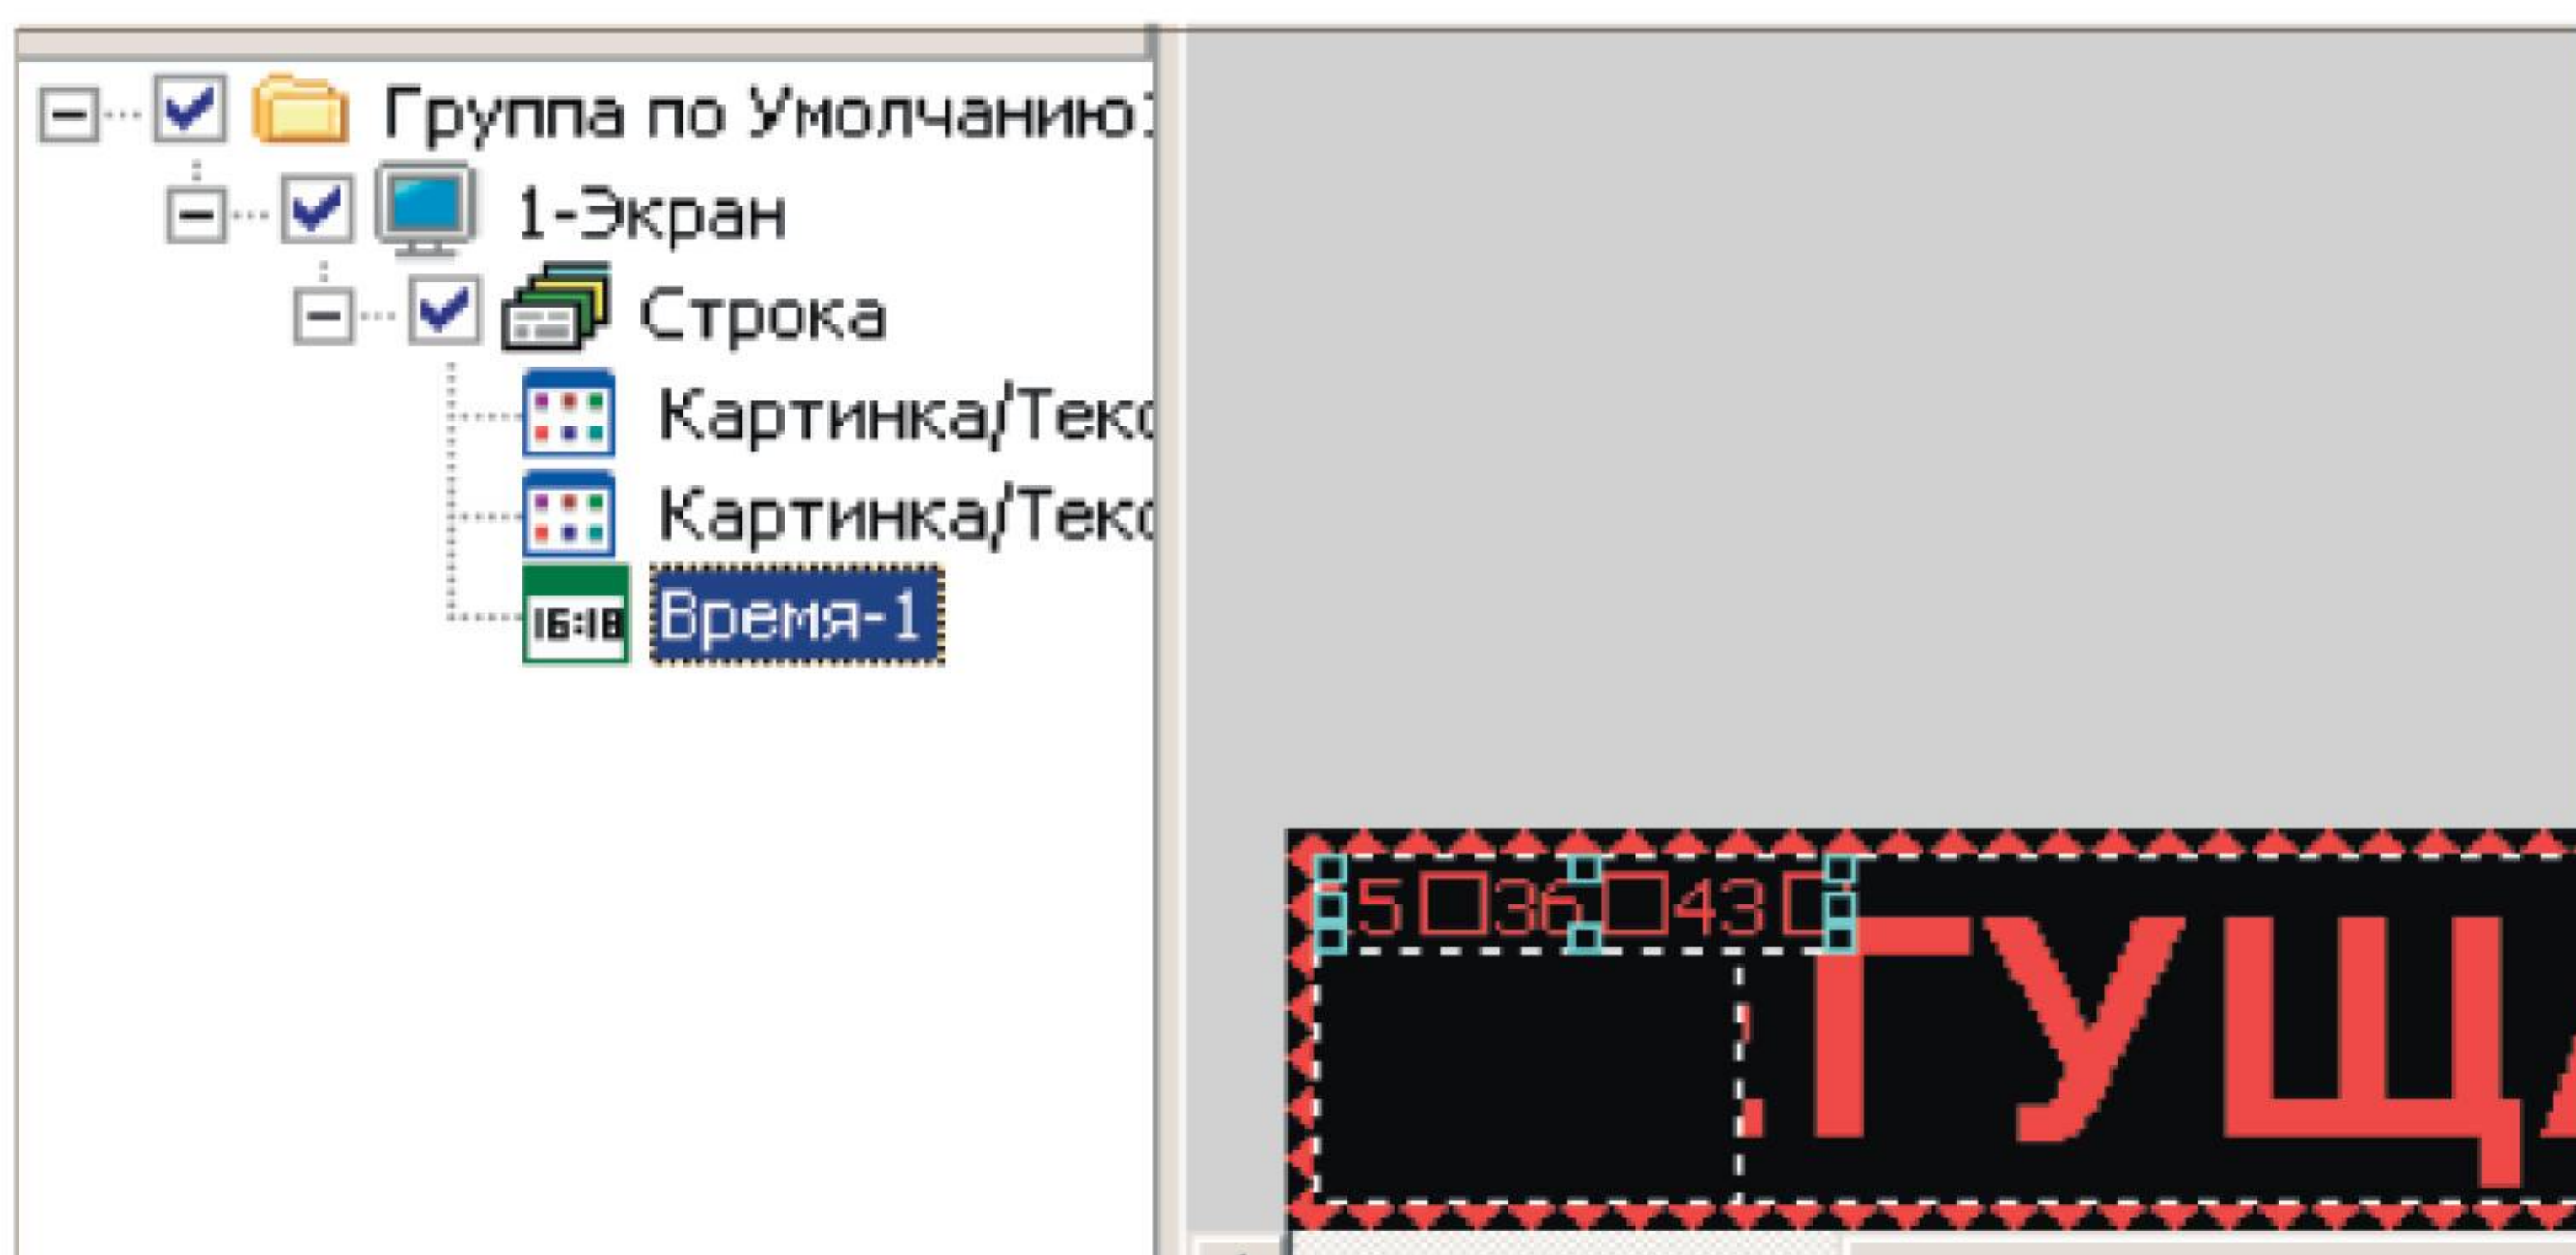 Группа по Умолчанию:
1-Экран
Строка
Картинка/Текс
Картинка/Текс
16:18 Время-1
5□36□43
ГУЩ